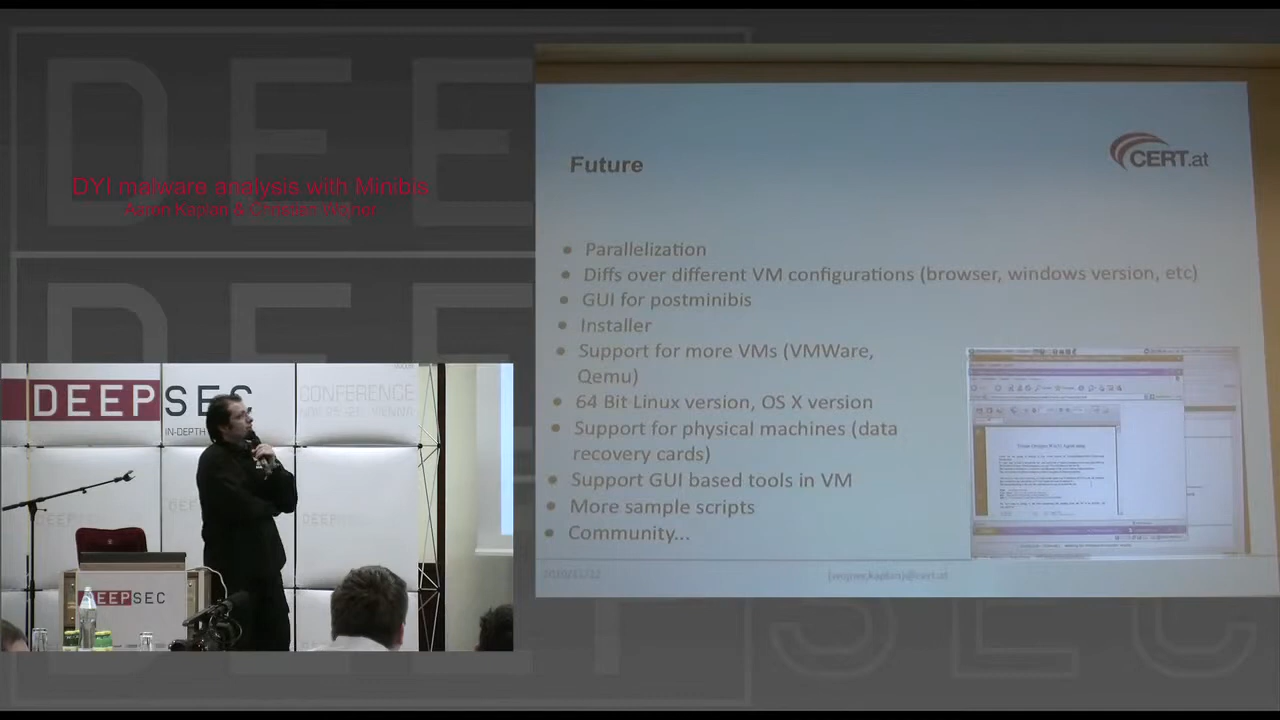 DYI malware analysis with Minibis
Aaron Kaplan & Christian Wojner
Future
CERT.at
• Parallelization
• Diffs over different VM configurations (browser, windows version, etc)
• GUI for postminibis
• Installer
• Support for more VMs (VMWare,
Qemu)
• 64 Bit Linux version, OS X version
• Support for physical machines (data
recovery cards)
• Support GUI based tools in VM
• More sample scripts
• Community...
DEEPSEC
IN-DEPTH
CONFERENCE
DEEPSEC